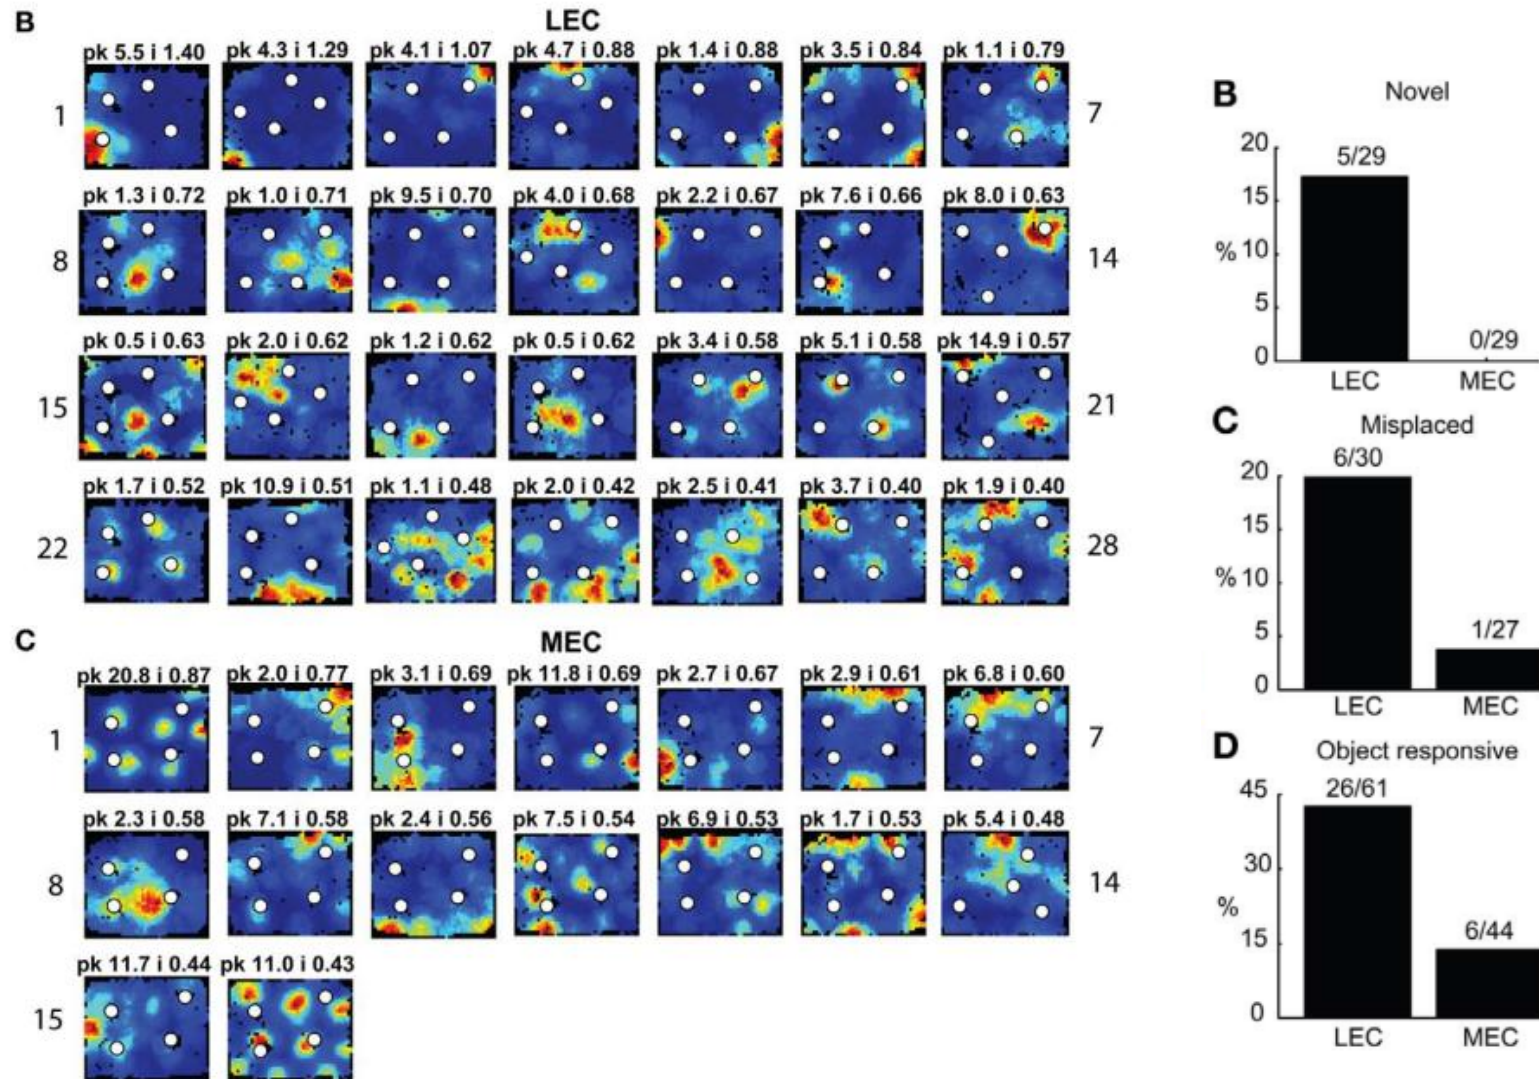 B
LEC
pk 5.5 i 1.40 pk 4.3 i 1.29 pk 4.1 i 1.07 pk 4.7 i 0.88 pk 1.4 i 0.88 pk 3.5 i 0.84 pk 1.1 i 0.79
1 7
pk 1.3 i 0.72 pk 1.0 i 0.71 pk 9.5 i 0.70 pk 4.0 i 0.68 pk 2.2 i 0.67 pk 7.6 i 0.66 pk 8.0 i 0.63
8 14
pk 0.5 i 0.63 pk 2.0 i 0.62 pk 1.2 i 0.62 pk 0.5 i 0.62 pk 3.4 i 0.58 pk 5.1 i 0.58 pk 14.9 i 0.57
15 21
pk 1.7 i 0.52 pk 10.9 i 0.51 pk 1.1 i 0.48 pk 2.0 i 0.42 pk 2.5 i 0.41 pk 3.7 i 0.40 pk 1.9 i 0.40
22 28
C
MEC
pk 20.8 i 0.87 pk 2.0 i 0.77 pk 3.1 i 0.69 pk 11.8 i 0.69 pk 2.7 i 0.67 pk 2.9 i 0.61 pk 6.8 i 0.60
1 7
pk 2.3 i 0.58 pk 7.1 i 0.58 pk 2.4 i 0.56 pk 7.5 i 0.54 pk 6.9 i 0.53 pk 1.7 i 0.53 pk 5.4 i 0.48
8 14
pk 11.7 i 0.44 pk 11.0 i 0.43
15
B Novel
20
5/29
15
% 10
5
0/29
0
LEC MEC
C Misplaced
6/30
20
15
% 10
1/27
5
0
LEC MEC
D Object responsive
26/61
45
30
%
6/44
15
0
LEC MEC